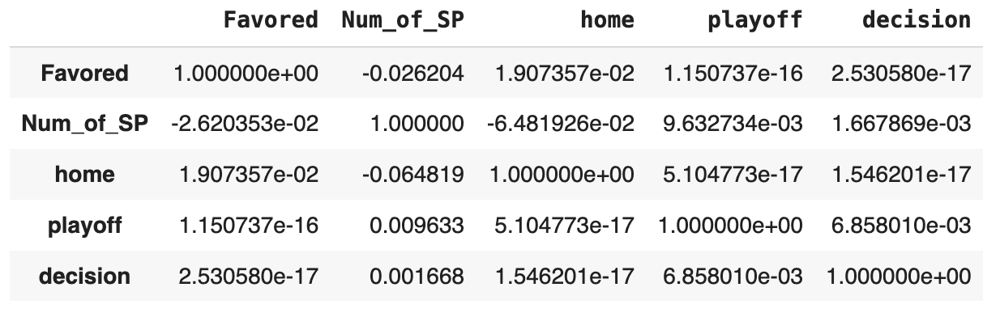 Favored Num_of_SP home playoff decision
Favored 1.000000e+00 -0.026204 1.907357e-02 1.150737e-16 2.530580e-17
Num_of_SP -2.620353e-02 1.000000 -6.481926e-02 9.632734e-03 1.667869e-03
home 1.907357e-02 -0.064819 1.000000e+00 5.104773e-17 1.546201e-17
playoff 1.150737e-16 0.009633 5.104773e-17 1.000000e+00 6.858010e-03
decision 2.530580e-17 0.001668 1.546201e-17 6.858010e-03 1.000000e+00